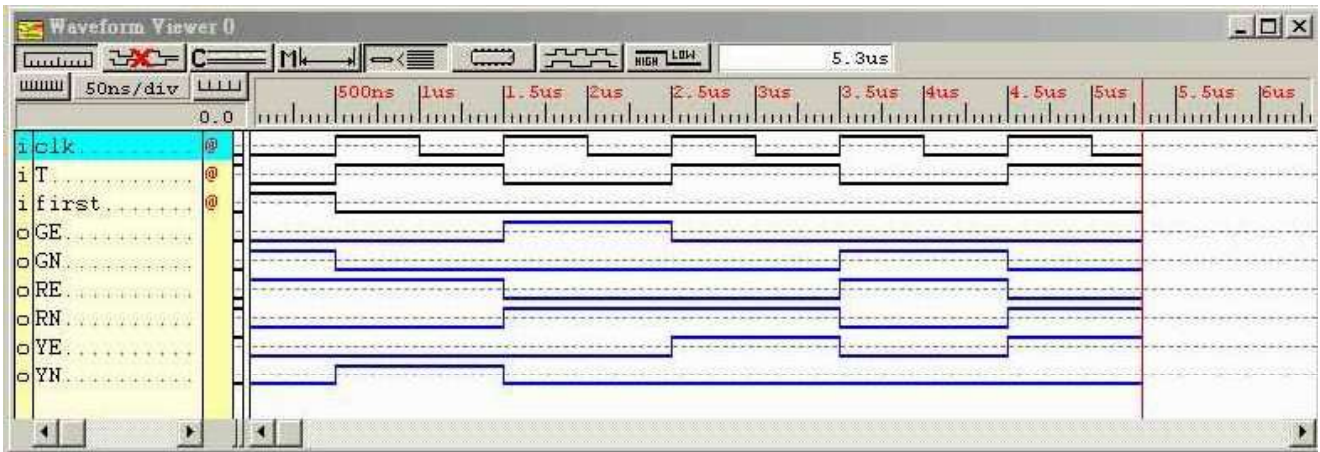 Waveform Viewer 0
C M HIGH LOW 5.3us
50ns/div 500ns 1us 1.5us 2us 2.5us 3us 3.5us 4us 4.5us 5us 5.5us 6us
0.0
i clk........ @
i T............. @
i first....... @
o GE............
o GN............
o RE............
o RN............
o YE............
o YN............